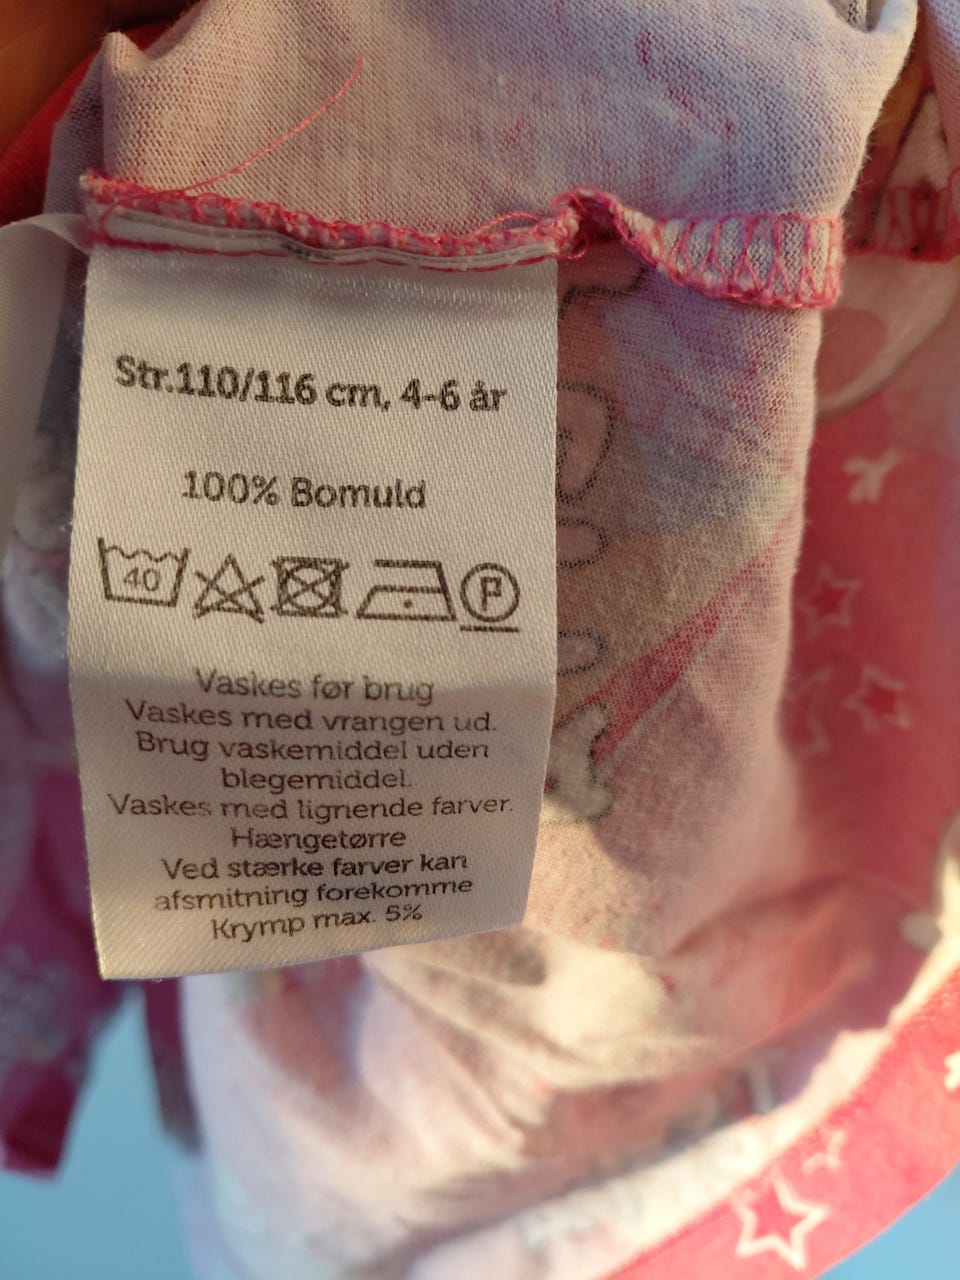 Str.110/116 cm, 4-6 år
100% Bomuld
40 P
Vaskes før brug
Vaskes med vrangen ud.
Brug vaskemiddel uden
blegemiddel.
Vaskes med lignende farver.
Hængetørre
Ved stærke farver kan
afsmitning forekomme
Krymp max. 5%